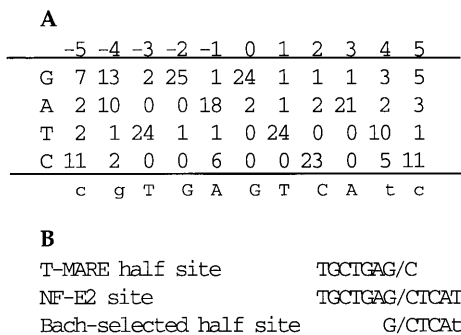 A
-5 -4 -3 -2 -1 0 1 2 3 4 5
G 7 13 2 25 1 24 1 1 1 3 5
A 2 10 0 0 18 2 1 2 21 2 3
T 2 1 24 1 1 0 24 0 0 10 1
C 11 2 0 0 6 0 0 23 0 5 11
c g T G A G T C A t c
B
T-MARE half site TGCTGAG/C
NF-E2 site TGCTGAG/CTCAT
Bach-selected half site G/CTCAt